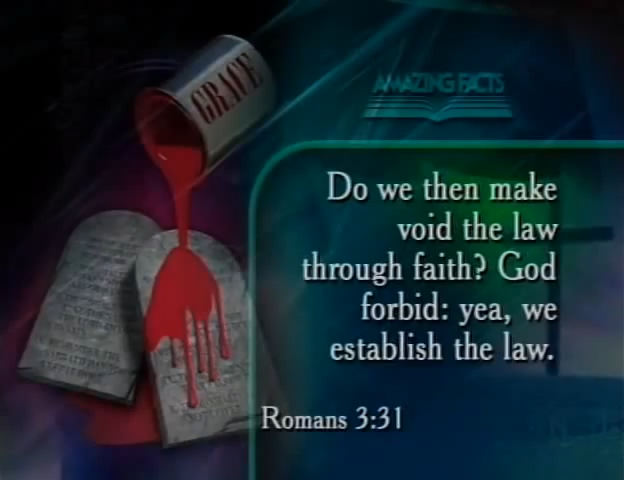 GRACE
AMAZING FACTS
Do we then make
void the law
through faith? God
forbid: yea, we
establish the law.
Romans 3:31